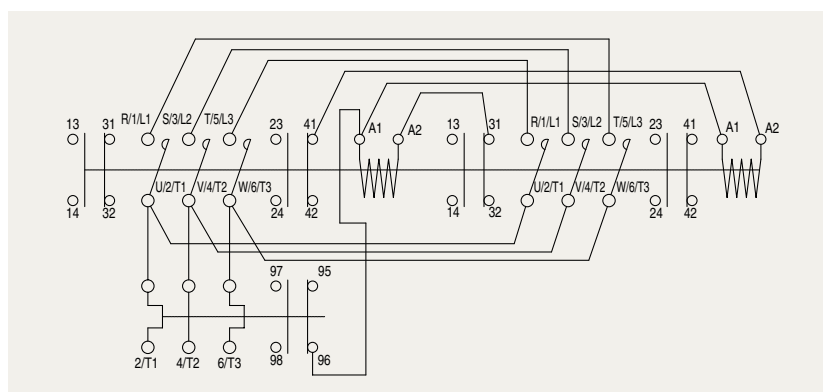 13 31 R/1/L1 S/3/L2 T/5/L3 23 41 A1 A2 13 31 R/1/L1 S/3/L2 T/5/L3 23 41 A1 A2
14 32 U/2/T1 V/4/T2 W/6/T3 24 42 14 32 U/2/T1 V/4/T2 W/6/T3 24 42
97 95
2/T1 4/T2 6/T3 98 96